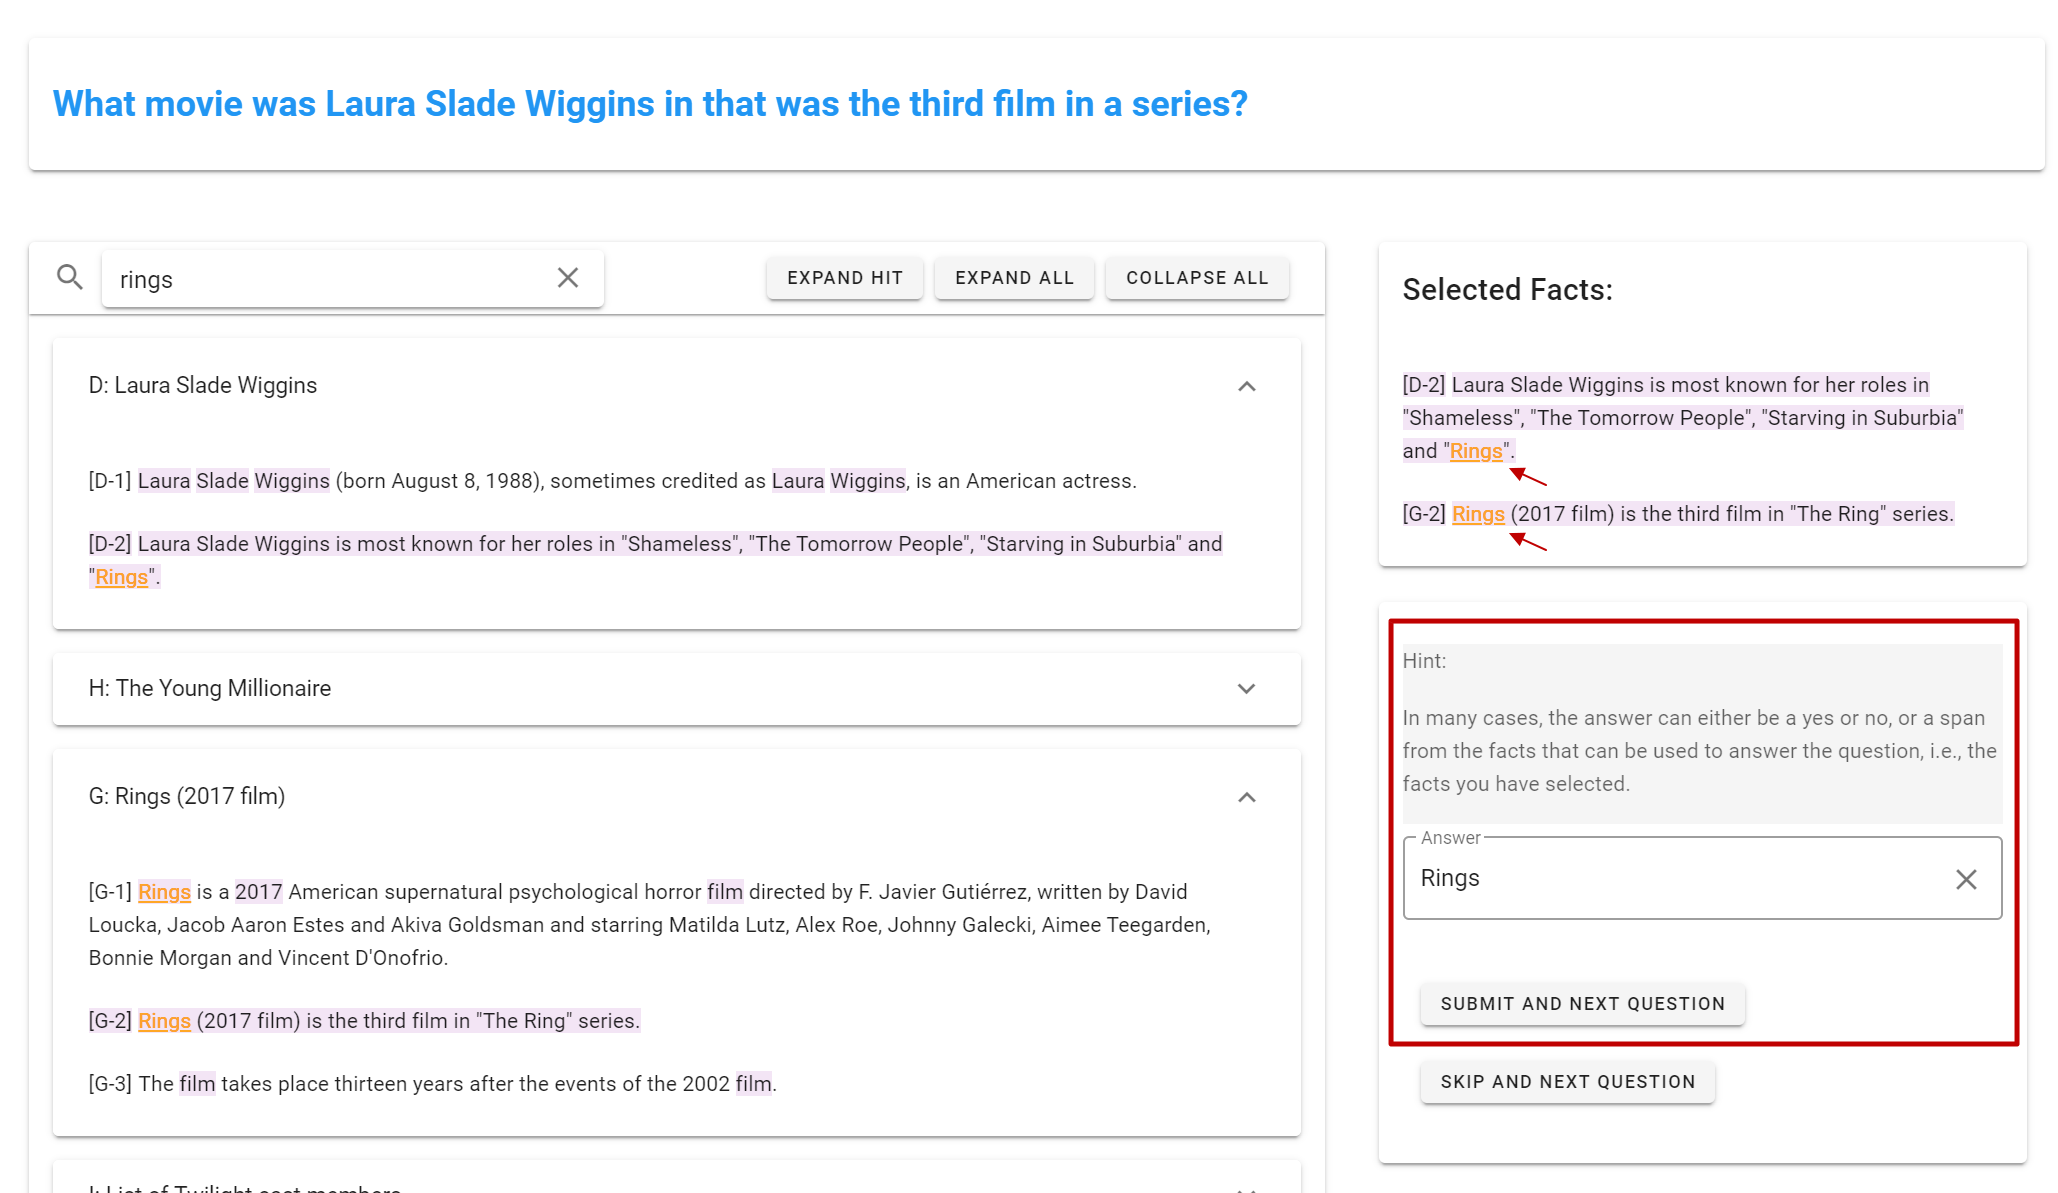 What movie was Laura Slade Wiggins in that was the third film in a series?
rings
EXPAND HIT
EXPAND ALL
COLLAPSE ALL
D: Laura Slade Wiggins
[D-1] Laura Slade Wiggins (born August 8, 1988), sometimes credited as Laura Wiggins, is an American actress.
[D-2] Laura Slade Wiggins is most known for her roles in "Shameless", "The Tomorrow People", "Starving in Suburbia" and
"Rings".
H: The Young Millionaire
G: Rings (2017 film)
[G-1] Rings is a 2017 American supernatural psychological horror film directed by F. Javier Gutiérrez, written by David
Loucka, Jacob Aaron Estes and Akiva Goldsman and starring Matilda Lutz, Alex Roe, Johnny Galecki, Aimee Teegarden,
Bonnie Morgan and Vincent D'Onofrio.
[G-2] Rings (2017 film) is the third film in "The Ring" series.
[G-3] The film takes place thirteen years after the events of the 2002 film.
I: List of Twilight cast members
Selected Facts:
[D-2] Laura Slade Wiggins is most known for her roles in
"Shameless", "The Tomorrow People", "Starving in Suburbia"
and "Rings".
[G-2] Rings (2017 film) is the third film in "The Ring" series.
Hint:
In many cases, the answer can either be a yes or no, or a span
from the facts that can be used to answer the question, i.e., the
facts you have selected.
Answer
Rings
SUBMIT AND NEXT QUESTION
SKIP AND NEXT QUESTION